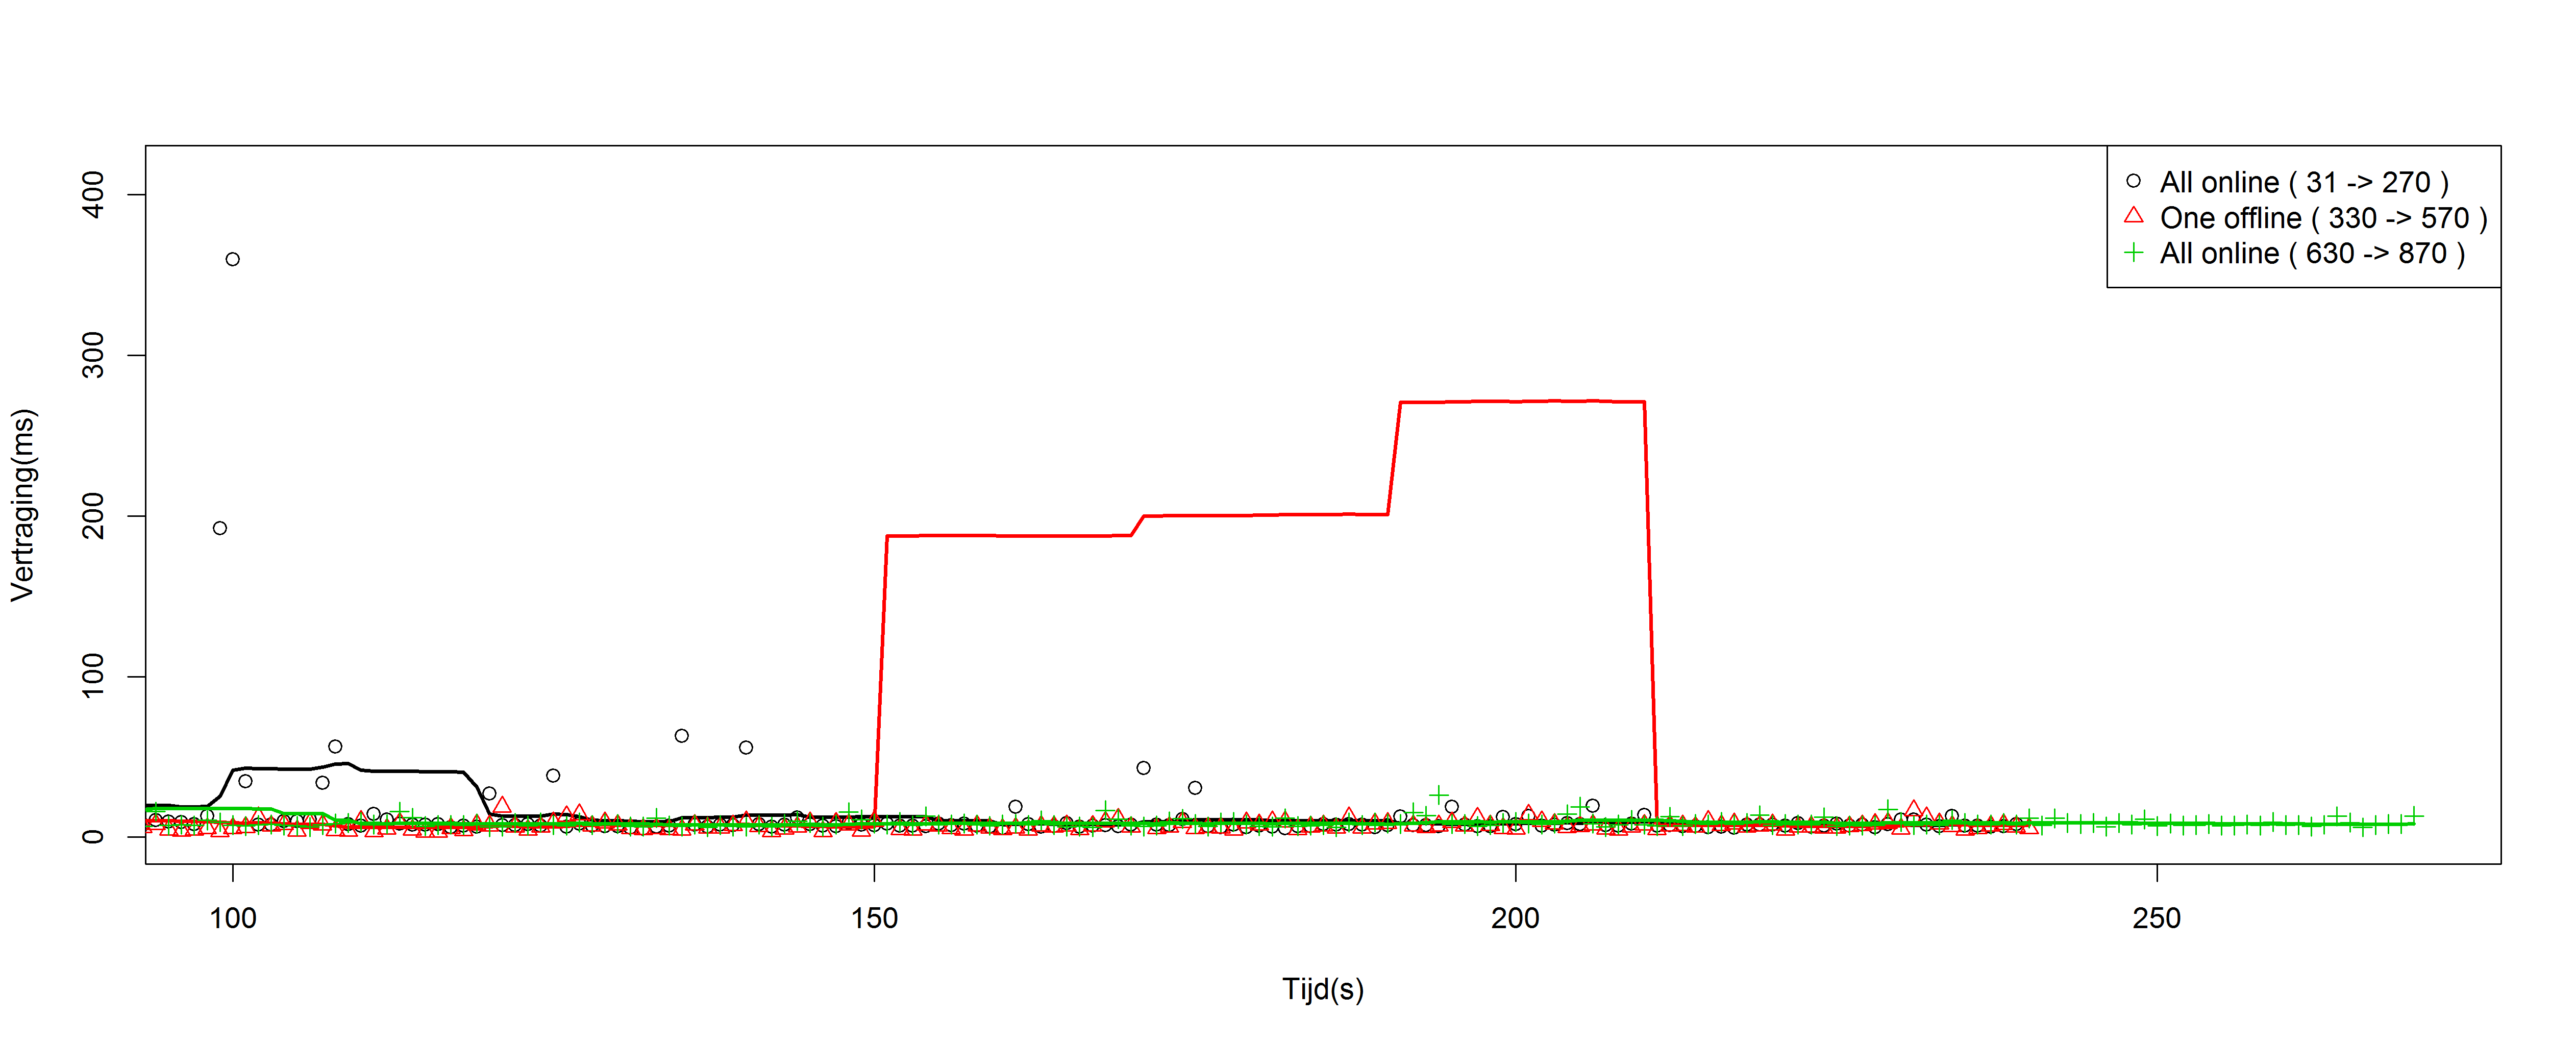 All online ( 31 -> 270 )
One offline ( 330 -> 570 )
All online ( 630 -> 870 )
Vertraging(ms)
400
300
200
100
0
100
150
200
250
Tijd(s)